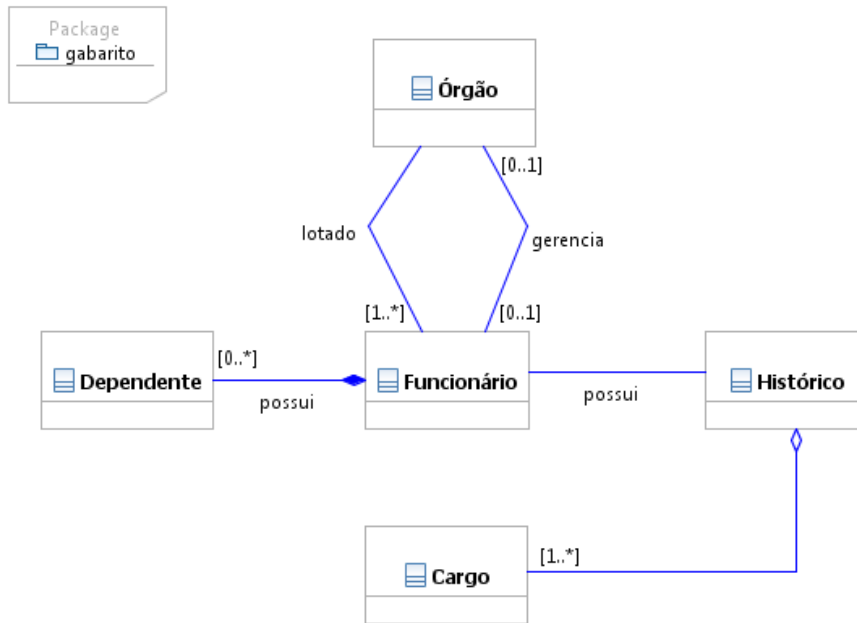 Package
gabarito
Órgão
[0..1]
lotado
gerencia
[1..*]
[0..1]
Dependente
[0..*]
possui
Funcionário
possui
Histórico
Cargo
[1..*]